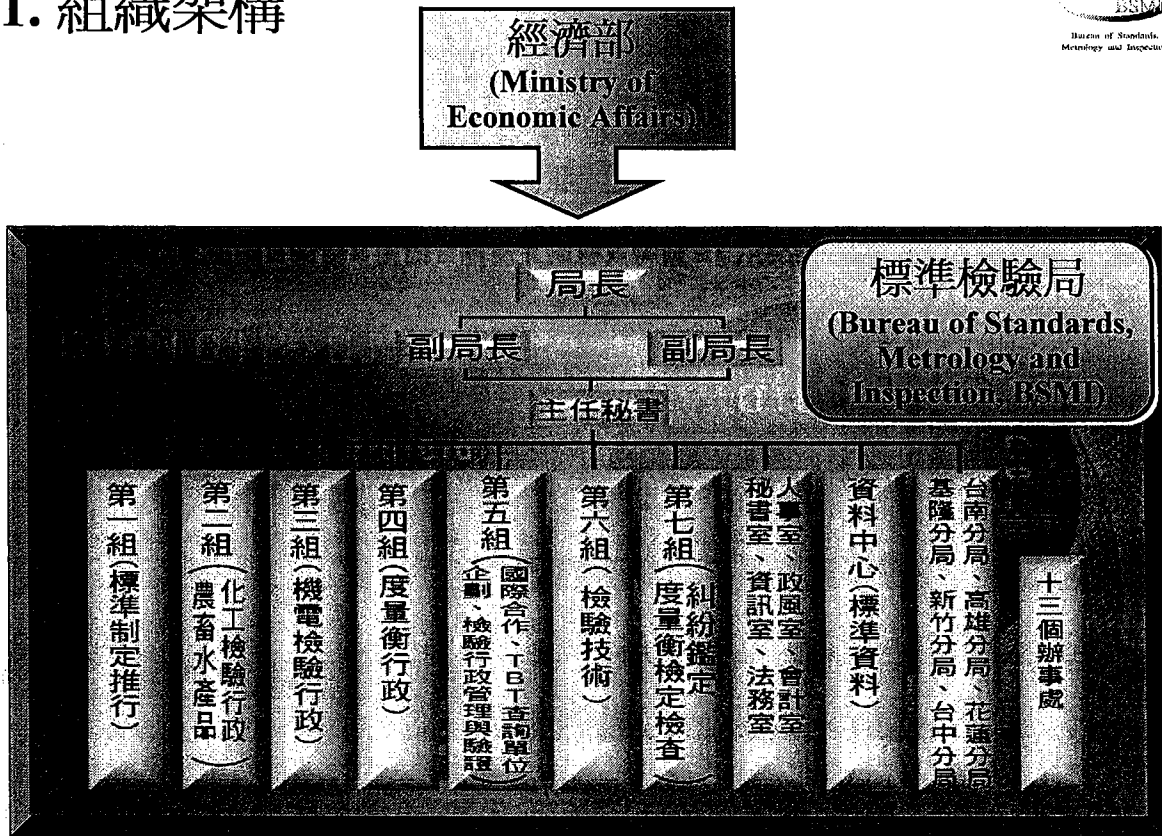 1. 組織架構
BSMI
Bureau of Standards,
Metrology and Inspection
經濟部
(Ministry of
Economic Affairs)
標準檢驗局
(Bureau of Standards,
Metrology and
Inspection, BSMI)
局長
副局長
副局長
主任秘書
第一組(標準制定推行)
第二組(
化工檢驗行政
農畜水產品)
第三組(機電檢驗行政)
第四組(度量衡行政)
第五組(
國際合作、TBT查詢單位
企劃、檢驗行政管理與驗證)
第六組(檢驗技術)
第七組(
糾紛鑑定
度量衡檢定檢查)
人事室、政風室、會計室
秘書室、資訊室、法務室
資料中心(標準資料)
台南分局、高雄分局、花蓮分局
基隆分局、新竹分局、台中分局
十三個辦事處